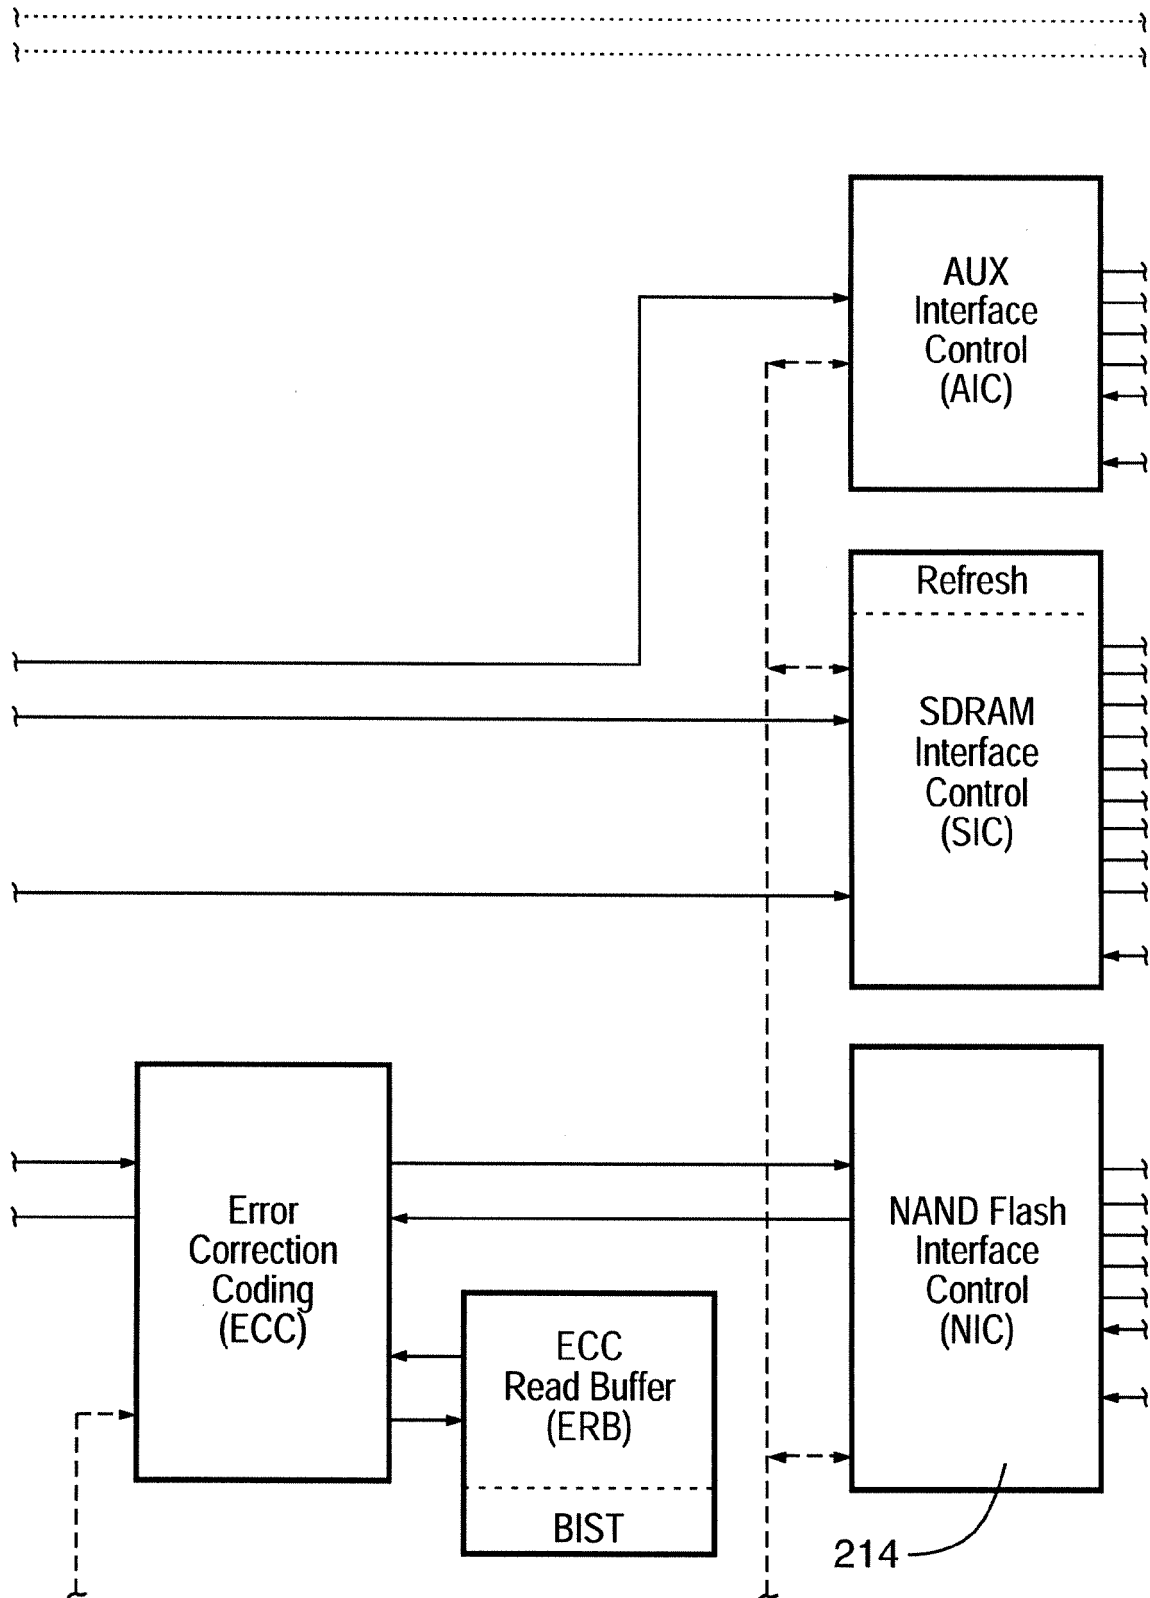 AUX
Interface
Control
(AIC)
Refresh
SDRAM
Interface
Control
(SIC)
Error
Correction
Coding
(ECC)
NAND Flash
Interface
Control
(NIC)
ECC
Read Buffer
(ERB)
BIST
214